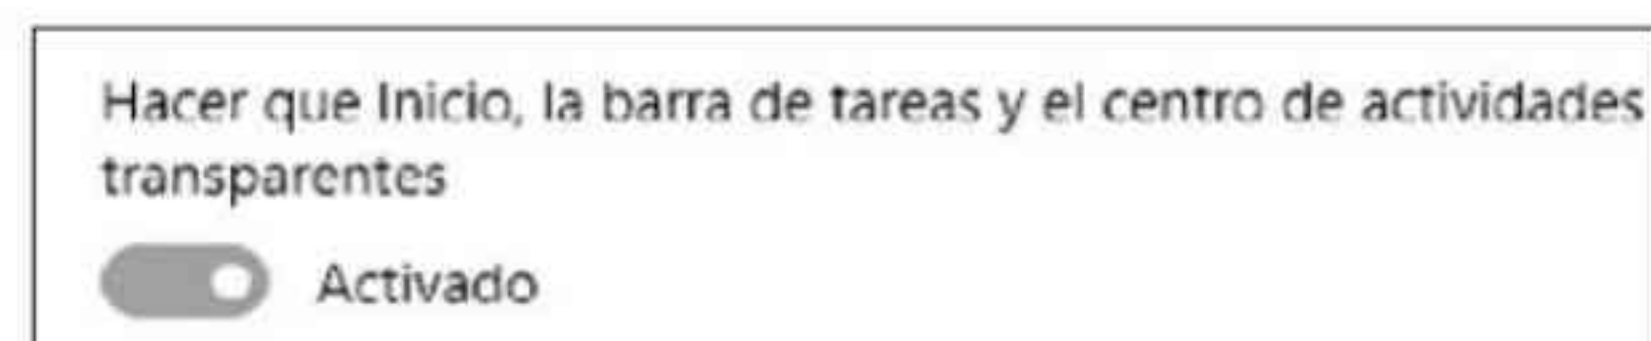 Hacer que Inicio, la barra de tareas y el centro de actividades
transparentes
Activado